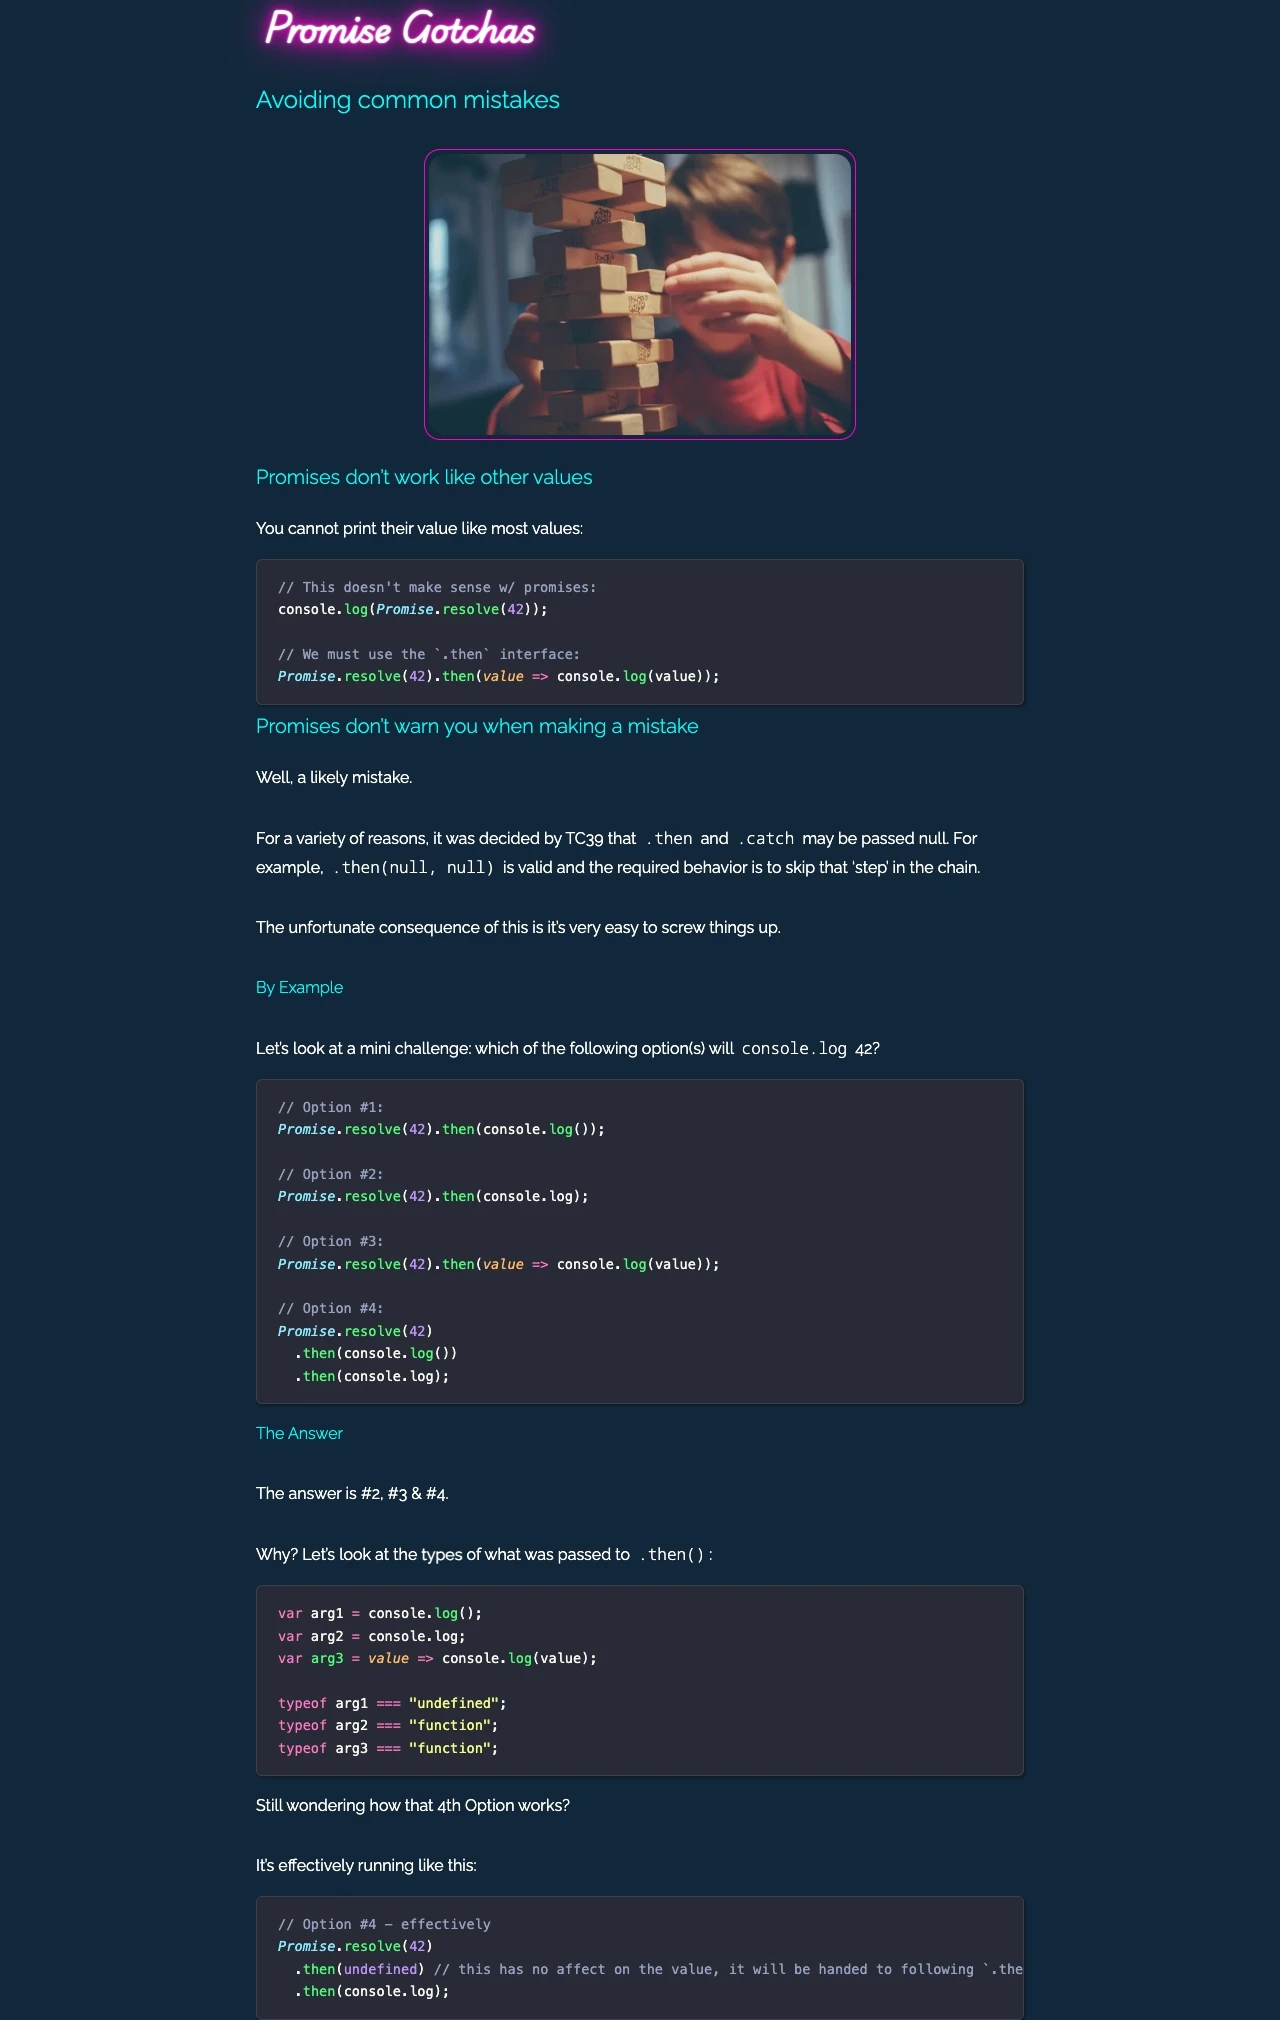 Promise Gotchas
Avoiding common mistakes
Promises don’t work like other values
You cannot print their value like most values:
// This doesn't make sense w/ promises:
console.log(Promise.resolve(42));
// We must use the `.then` interface:
Promise.resolve(42).then(value => console.log(value));
Promises don’t warn you when making a mistake
Well, a likely mistake.
For a variety of reasons, it was decided by TC39 that .then and .catch may be passed null. For
example, .then(null, null) is valid and the required behavior is to skip that ‘step’ in the chain.
The unfortunate consequence of this is it’s very easy to screw things up.
By Example
Let’s look at a mini challenge: which of the following option(s) will console.log 42?
// Option #1:
Promise.resolve(42).then(console.log());
// Option #2:
Promise.resolve(42).then(console.log);
// Option #3:
Promise.resolve(42).then(value => console.log(value));
// Option #4:
Promise.resolve(42)
  .then(console.log())
  .then(console.log);
The Answer
The answer is #2, #3 & #4.
Why? Let’s look at the types of what was passed to .then() :
var arg1 = console.log();
var arg2 = console.log;
var arg3 = value => console.log(value);
typeof arg1 === "undefined";
typeof arg2 === "function";
typeof arg3 === "function";
Still wondering how that 4th Option works?
It’s effectively running like this:
// Option #4 – effectively
Promise.resolve(42)
  .then(undefined) // this has no affect on the value, it will be handed to following `.the
  .then(console.log);